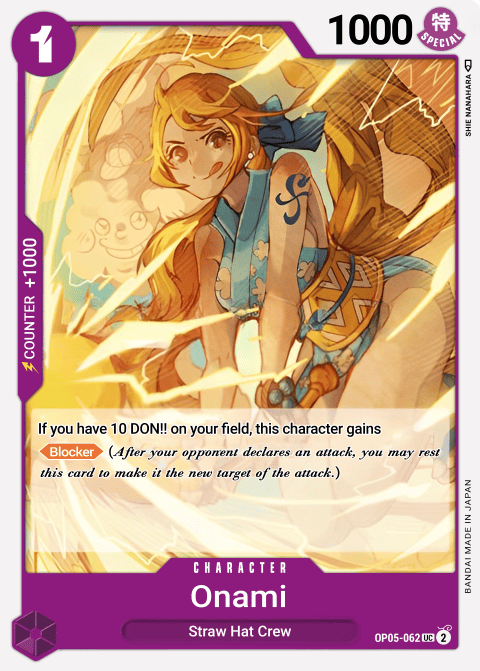 1
1000
特
SPECIAL
SHIE NANAHARA
COUNTER +1000
If you have 10 DON!! on your field, this character gains
Blocker (After your opponent declares an attack, you may rest
this card to make it the new target of the attack.)
BANDAI MADE IN JAPAN
CHARACTER
Onami
Straw Hat Crew
OP05-062 UC 2